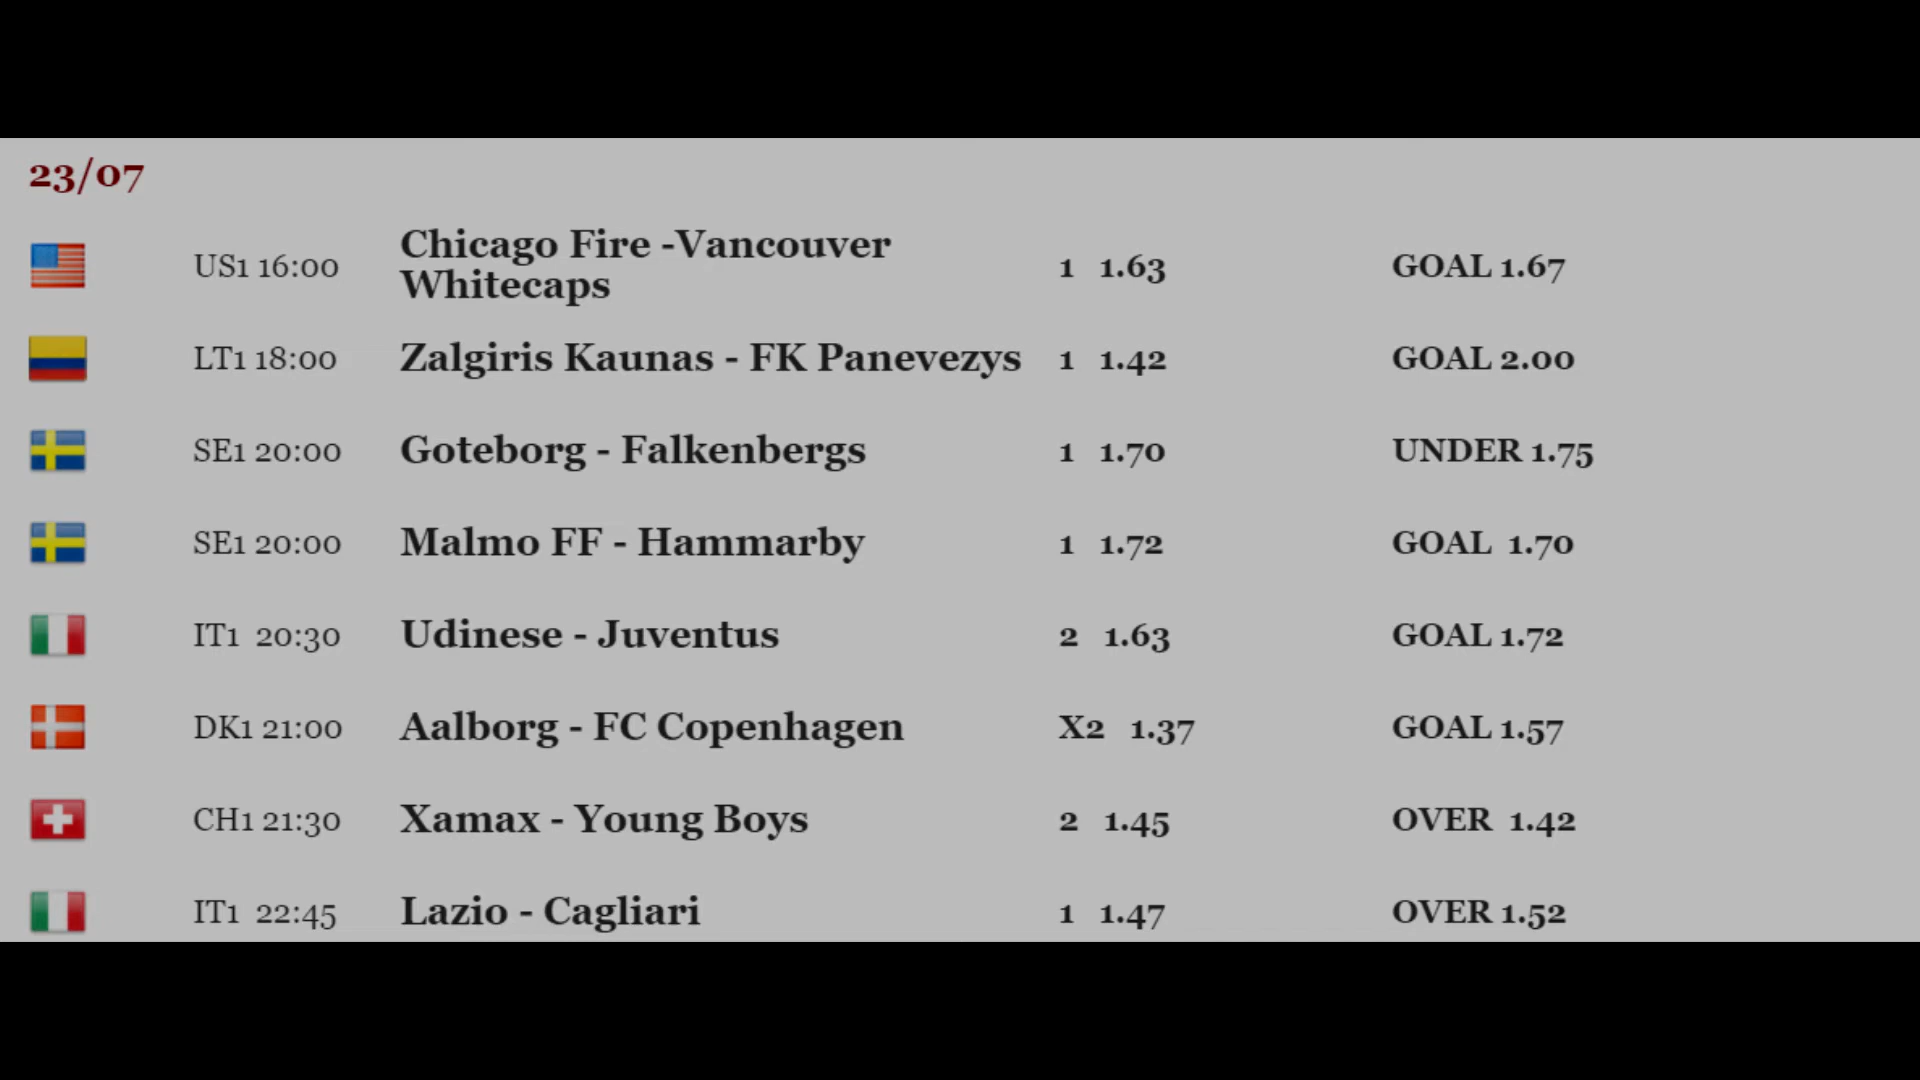 23/07
US1 16:00 Chicago Fire -Vancouver Whitecaps 1 1.63 GOAL 1.67
LT1 18:00 Zalgiris Kaunas - FK Panevezys 1 1.42 GOAL 2.00
SE1 20:00 Goteborg - Falkenbergs 1 1.70 UNDER 1.75
SE1 20:00 Malmo FF - Hammarby 1 1.72 GOAL 1.70
IT1 20:30 Udinese - Juventus 2 1.63 GOAL 1.72
DK1 21:00 Aalborg - FC Copenhagen X2 1.37 GOAL 1.57
CH1 21:30 Xamax - Young Boys 2 1.45 OVER 1.42
IT1 22:45 Lazio - Cagliari 1 1.47 OVER 1.52